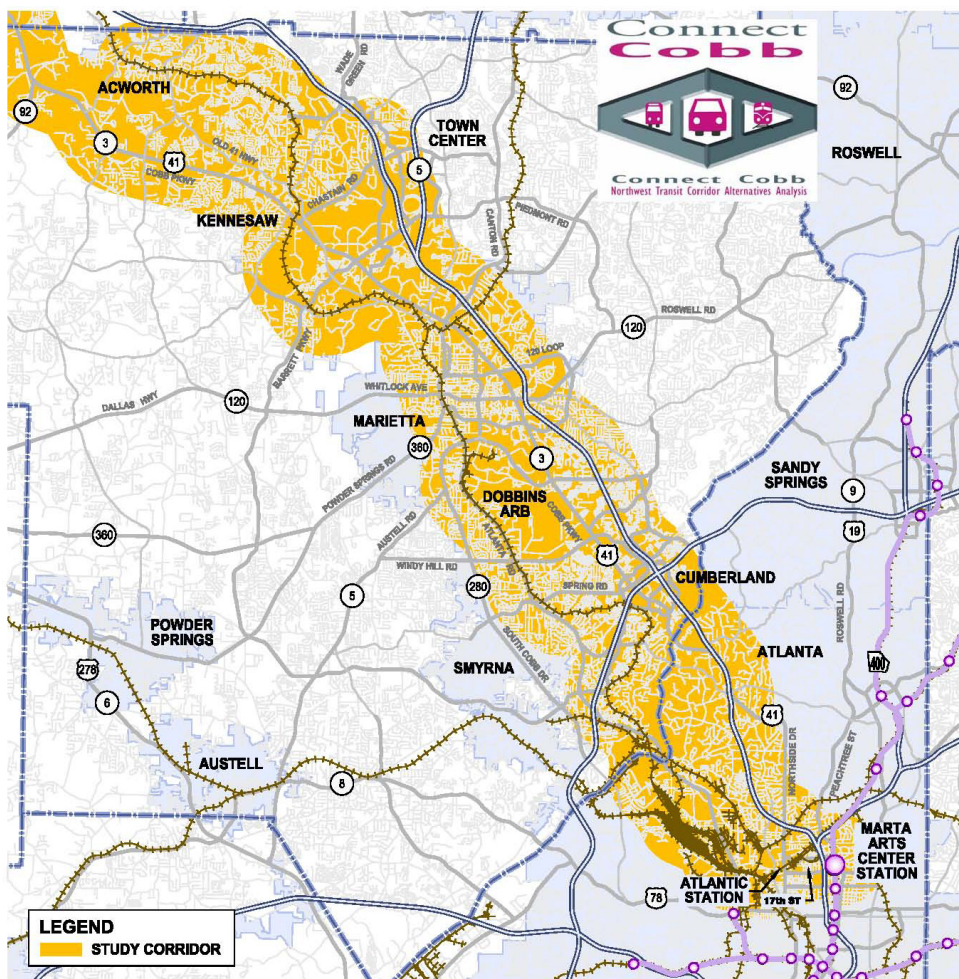 Connect
Cobb
Connect Cobb
Northwest Transit Corridor Alternatives Analysis
WADE
GREEN RD
92
ACWORTH
92
3
OLD 41 HWY
41
COBB PKWY
TOWN
CENTER
5
ROSWELL
CHASTAIN RD
KENNESAW
CANTON RD
PIEDMONT RD
ROSWELL RD
120
120 LOOP
BARRETT PKWY
WHITLOCK AVE
DALLAS HWY
120
MARIETTA
360
3
SANDY
SPRINGS
9
19
POWDER SPRINGS RD
DOBBINS
ARB
COBB PKWY
360
AUSTELL RD
ATLANTA RD
41
WINDY HILL RD
280
SPRING RD
CUMBERLAND
5
ROSWELL RD
POWDER
SPRINGS
278
6
SMYRNA
SOUTH COBB DR
ATLANTA
400
41
NORTHSIDE DR
PEACHTREE ST
AUSTELL
8
MARTA
ARTS
CENTER
STATION
ATLANTIC
STATION
17th ST
78
LEGEND
STUDY CORRIDOR